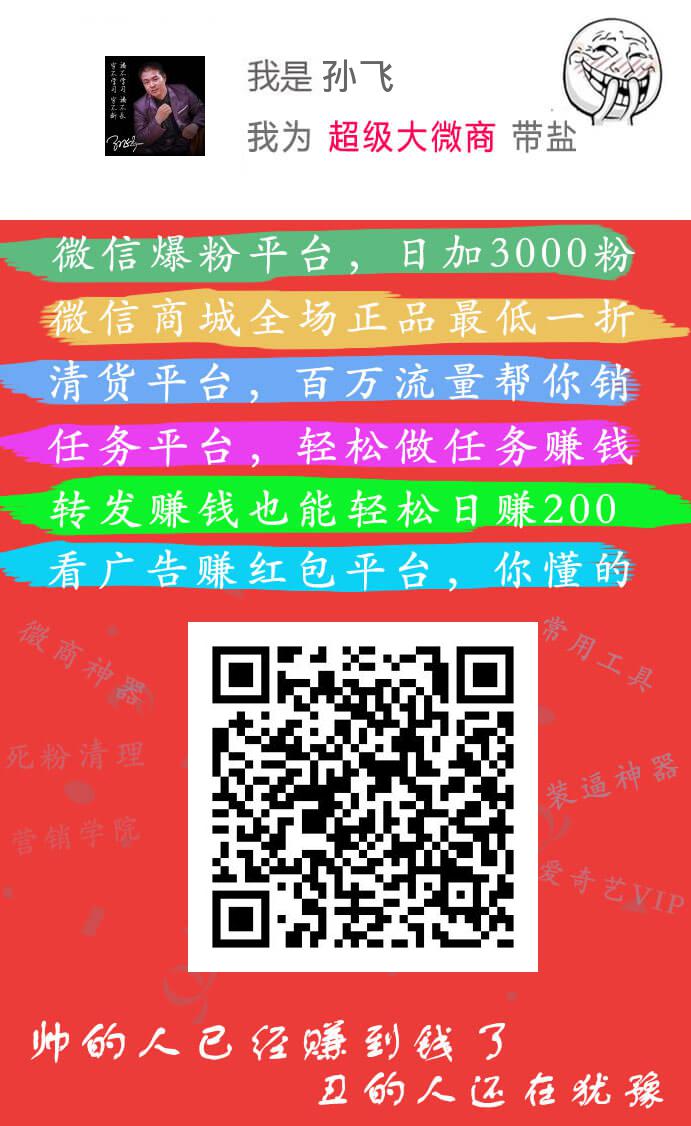 我是 孙飞
我为 超级大微商 带盐
微信爆粉平台，日加3000粉
微信商城全场正品最低一折
清货平台，百万流量帮你销
任务平台，轻松做任务赚钱
转发赚钱也能轻松日赚200
看广告赚红包平台，你懂的
微商神器
常用工具
死粉清理
装逼神器
营销学院
爱奇艺VIP
帅的人已经赚到钱了
丑的人还在犹豫